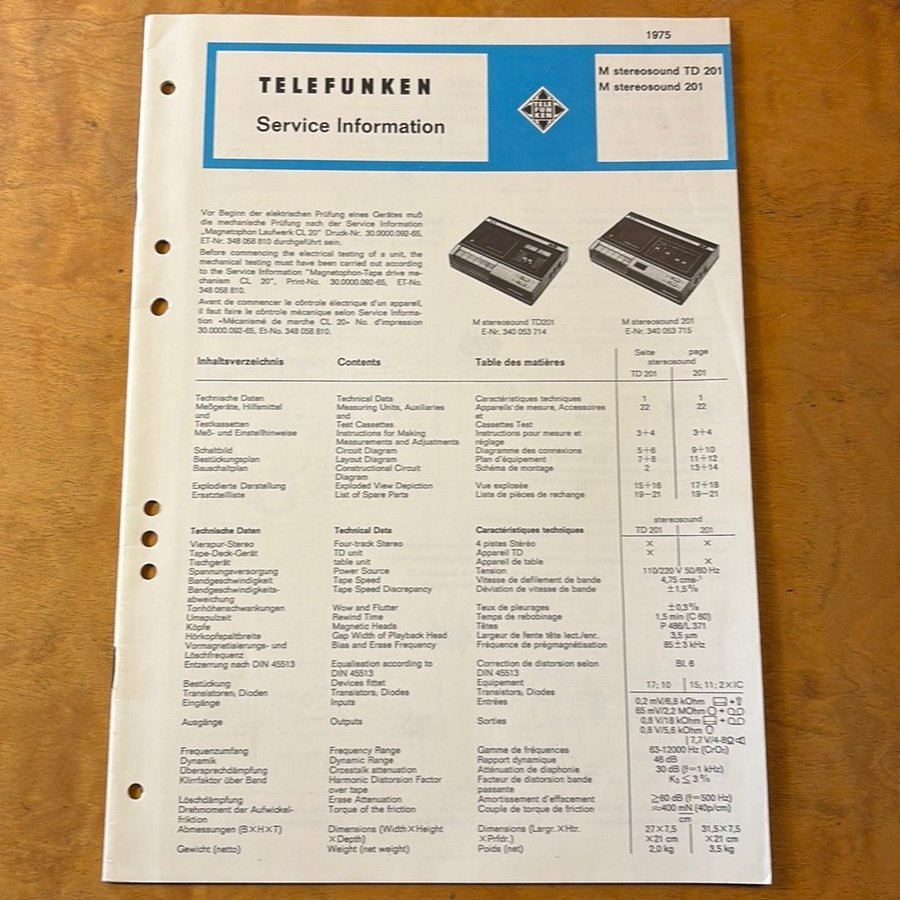 1975
TELEFUNKEN
Service Information
TELE
FUN
KEN
M stereosound TD 201
M stereosound 201
Vor Beginn der elektrischen Prüfung eines Gerätes muß
die mechanische Prüfung nach der Service Information
„Magnetophon Laufwerk CL 20" Druck-Nr. 30.0000.092-65,
ET-Nr. 348 058 810 durchgeführt sein.
Before commencing the electrical testing of a unit, the
mechanical testing must have been carried out according
to the Service Information "Magnetophon-Tape drive me-
chanism CL 20", Print-No. 30.0000.092-65, ET-No.
348 058 810.
Avant de commencer le côntrole électrique d'un appareil,
il faut faire le côntrole mécanique selon Service Informa-
tion «Mécanismé de marche CL 20» No. d'impression
30.0000.092-65, Et-No. 348 058 810.
M stereosound TD201
E-Nr. 340 053 714
M stereosound 201
E-Nr. 340 053 715
Inhaltsverzeichnis Contents Table des matières Seite page
stereosound
TD 201 201
Technische Daten Technical Data Caractéristiques techniques 1 1
Meßgeräte, Hilfsmittel Measuring Units, Auxiliaries Appareils de mesure, Accessoires 22 22
und and et
Testkassetten Test Cassettes Cassettes Test
Meß- und Einstellhinweise Instructions for Making Instructions pour mesure et 3÷4 3÷4
Measurements and Adjustments réglage
Schaltbild Circuit Diagram Diagramme des connexions 5÷6 9÷10
Bestückungsplan Layout Diagram Plan d'équipement 7÷8 11÷12
Bauschaltplan Constructional Circuit Schéma de montage 2 13÷14
Diagram
Explodierte Darstellung Exploded View Depiction Vue explosée 15÷16 17÷18
Ersatzteilliste List of Spare Parts Liste de pièces de rechange 19–21 19–21
stereosound
Technische Daten Technical Data Caractéristiques techniques TD 201 201
Vierspur-Stereo Four-track Stereo 4 pistes Stéréo × ×
Tape-Deck-Gerät TD unit Appareil TD ×
Tischgerät table unit Appareil de table ×
Spannungsversorgung Power Source Tension 110/220 V 50/60 Hz
Bandgeschwindigkeit Tape Speed Vitesse de defilement de bande 4,75 cms⁻¹
Bandgeschwindigkeits- Tape Speed Discrepancy Déviation de vitesse de bande ±1,5%
abweichung
Tonhöhenschwankungen Wow and Flutter Teux de pleurages ±0,3%
Umspulzeit Rewind Time Temps de rebobinage 1,5 min (C 60)
Köpfe Magnetic Heads Têtes P 486/L 371
Hörkopfspaltbreite Gap Width of Playback Head Largeur de fente tête lect./enr. 3,5 µm
Vormagnetisierungs- und Bias and Erase Frequency Fréquence de prégmagnétisation 85±3 kHz
Löschfrequenz
Entzerrung nach DIN 45513 Equalisation according to Correction de distorsion selon Bil. 6
DIN 45513 DIN 45513
Bestückung Devices fittet Equipement
Transistoren; Dioden Transistors; Diodes Transistors; Diodes 17; 10 15; 11; 2×IC
Eingänge Inputs Entrées 0,2 mV/6,8 kOhm
65 mV/2,2 MOhm
Ausgänge Outputs Sorties 0,8 V/18 kOhm
0,8 V/5,6 kOhm
7,7 V/4-8Ω
Frequenzumfang Frequency Range Gamme de fréquences 63-12000 Hz (CrO₂)
Dynamik Dynamic Range Rapport dynamique 46 dB
Übersprechdämpfung Crosstalk attenuation Atténuation de diaphonie 30 dB (f=1 kHz)
Klirrfaktor über Band Harmonic Distorsion Factor Facteur de distorsion bande K₃ ≤ 3%
over tape passante
Löschdämpfung Erase Attenuation Amortisement d'effacement ≥60 dB (f=500 Hz)
Drehmoment der Aufwickel- Torque of the friction Couple de torque de friction ≈400 mN (40p/cm)
friktion cm
Abmessungen (B×H×T) Dimensions (Width×Height Dimensions (Largr.×Htr. 27×7,5 31,5×7,5
×Depth) ×Prfdr.) ×21 cm ×21 cm
Gewicht (netto) Weight (net weight) Poids (net) 2,0 kg 3,5 kg